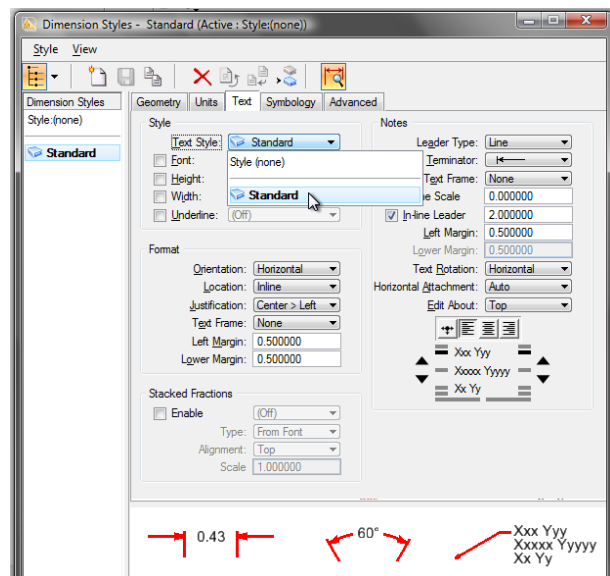 Dimension Styles - Standard (Active : Style:(none))
Style View
Dimension Styles
Style:(none)
Standard
Geometry Units Text Symbology Advanced
Style
Text Style: Standard
Style (none)
Standard
Font:
Height:
Width:
Underline: (Off)
Format
Orientation: Horizontal
Location: Inline
Justification: Center > Left
Text Frame: None
Left Margin: 0.500000
Lower Margin: 0.500000
Stacked Fractions
Enable (Off)
Type: From Font
Alignment: Top
Scale 1.000000
Notes
Leader Type: Line
Terminator:
Text Frame: None
Scale 0.000000
In-line Leader 2.000000
Left Margin: 0.500000
Lower Margin: 0.500000
Text Rotation: Horizontal
Horizontal Attachment: Auto
Edit About: Top
Xxx Yyy
Xxxxx Yyyyy
Xx Yy
0.43
60°
Xxx Yyy
Xxxxx Yyyyy
Xx Yy